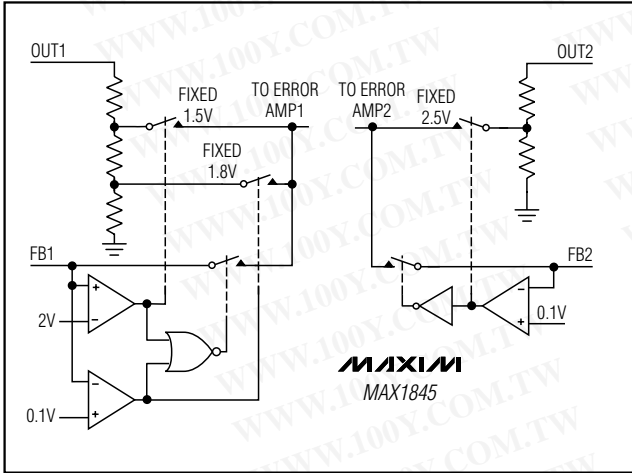 WWW.100Y.COM.TW
OUT1
OUT2
TO ERROR
AMP1
TO ERROR
AMP2
FIXED
1.5V
FIXED
2.5V
FIXED
1.8V
FB1
FB2
+
−
2V
−
+
0.1V
−
+
0.1V
MAXIM
MAX1845